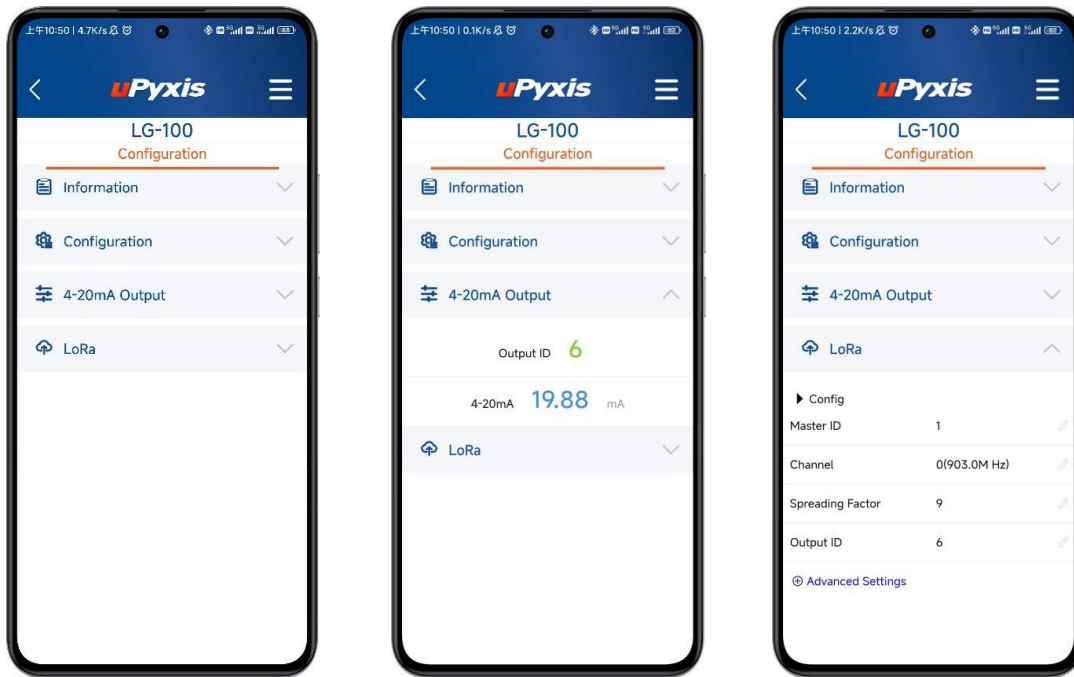 上午10:50 | 4.7K/s
uPyxis
LG-100
Configuration
Information
Configuration
4-20mA Output
LoRa
上午10:50 | 0.1K/s
uPyxis
LG-100
Configuration
Information
Configuration
4-20mA Output
Output ID 6
4-20mA 19.88 mA
LoRa
上午10:50 | 2.2K/s
uPyxis
LG-100
Configuration
Information
Configuration
4-20mA Output
LoRa
Config
Master ID 1
Channel 0(903.0M Hz)
Spreading Factor 9
Output ID 6
Advanced Settings